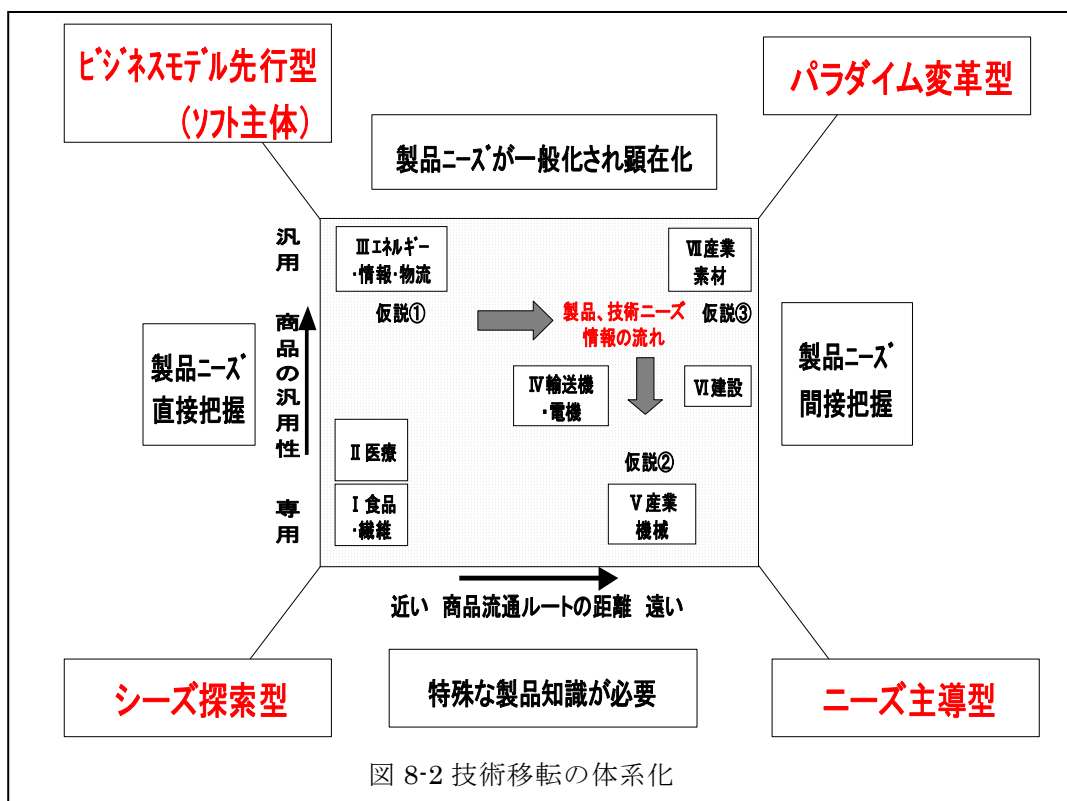 ビジネスモデル先行型
(ソフト主体)
パラダイム変革型
製品ニーズが一般化され顕在化
汎用
商品の汎用性
専用
製品ニーズ
直接把握
Ⅲエネルギー
・情報・物流
仮説①
製品、技術ニーズ
情報の流れ
Ⅶ産業
素材
仮説③
Ⅳ輸送機
・電機
Ⅵ建設
製品ニーズ
間接把握
Ⅱ医療
Ⅰ食品
・繊維
仮説②
Ⅴ産業
機械
近い 商品流通ルートの距離 遠い
シーズ探索型
特殊な製品知識が必要
ニーズ主導型
図 8-2 技術移転の体系化